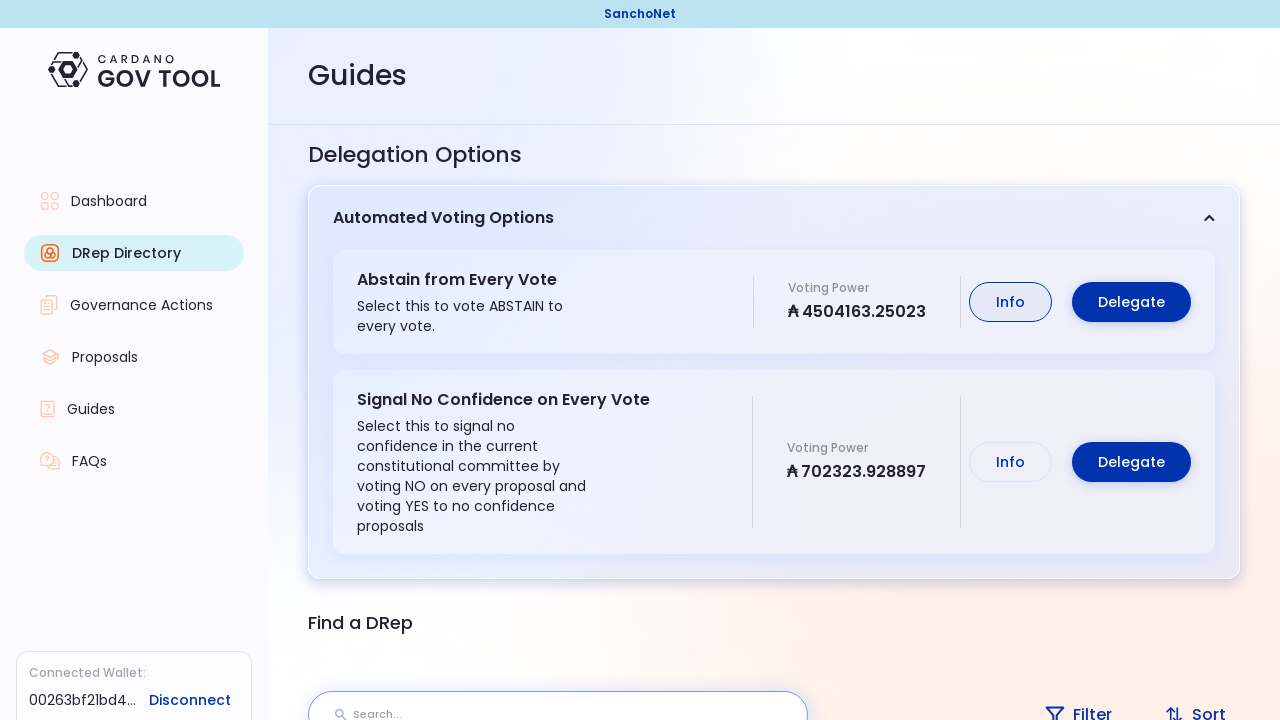 SanchoNet
CARDANO
GOV TOOL
Dashboard
DRep Directory
Governance Actions
Proposals
Guides
FAQs
Connected Wallet:
00263bf21bd4...
Disconnect
Guides
Delegation Options
Automated Voting Options
Abstain from Every Vote
Select this to vote ABSTAIN to
every vote.
Voting Power
₳ 4504163.25023
Info
Delegate
Signal No Confidence on Every Vote
Select this to signal no
confidence in the current
constitutional committee by
voting NO on every proposal and
voting YES to no confidence
proposals
Voting Power
₳ 702323.928897
Info
Delegate
Find a DRep
Search...
Filter
Sort